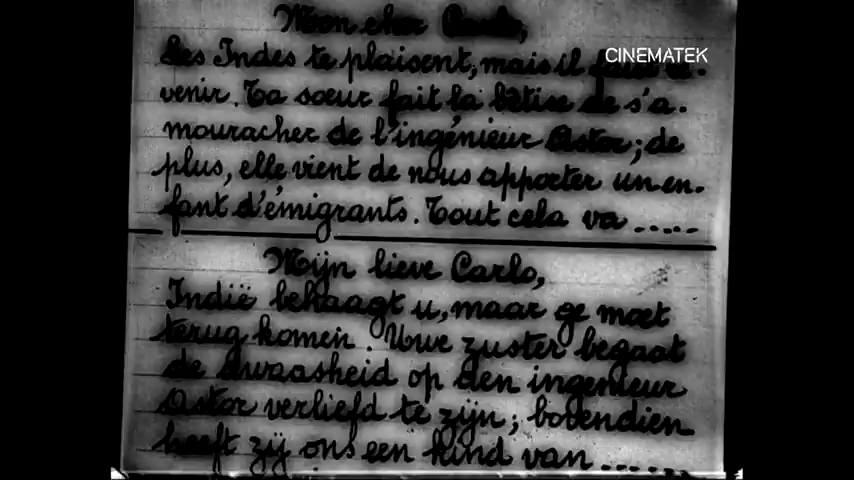 Mon cher Carlo,
CINEMATEK
Les Indes te plaisent, mais il faut re-
venir. Ta sœur fait la bêtise de s'a-
mouracher de l'ingénieur Astor; de
plus, elle vient de nous apporter un en-
fant d'émigrants. Tout cela va .....
Mijn lieve Carlo,
Indië behaagt u, maar ge moet
terug komen. Uwe zuster begaat
de dwaasheid op den ingenieur
Astor verliefd te zijn; bovendien
heeft zij ons een kind van ......